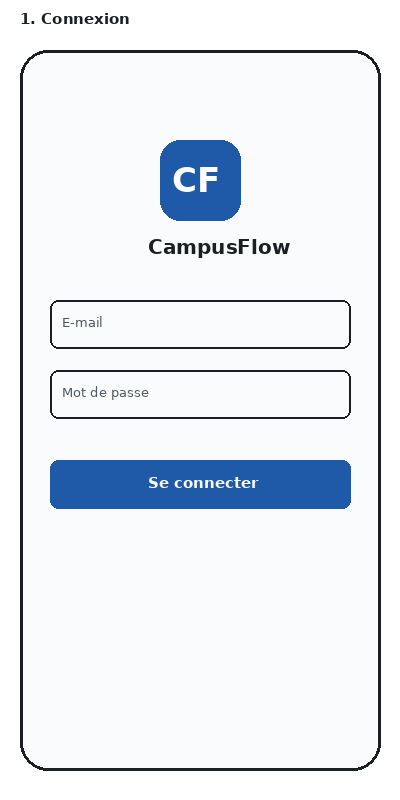 1. Connexion
CF
CampusFlow
E-mail
Mot de passe
Se connecter